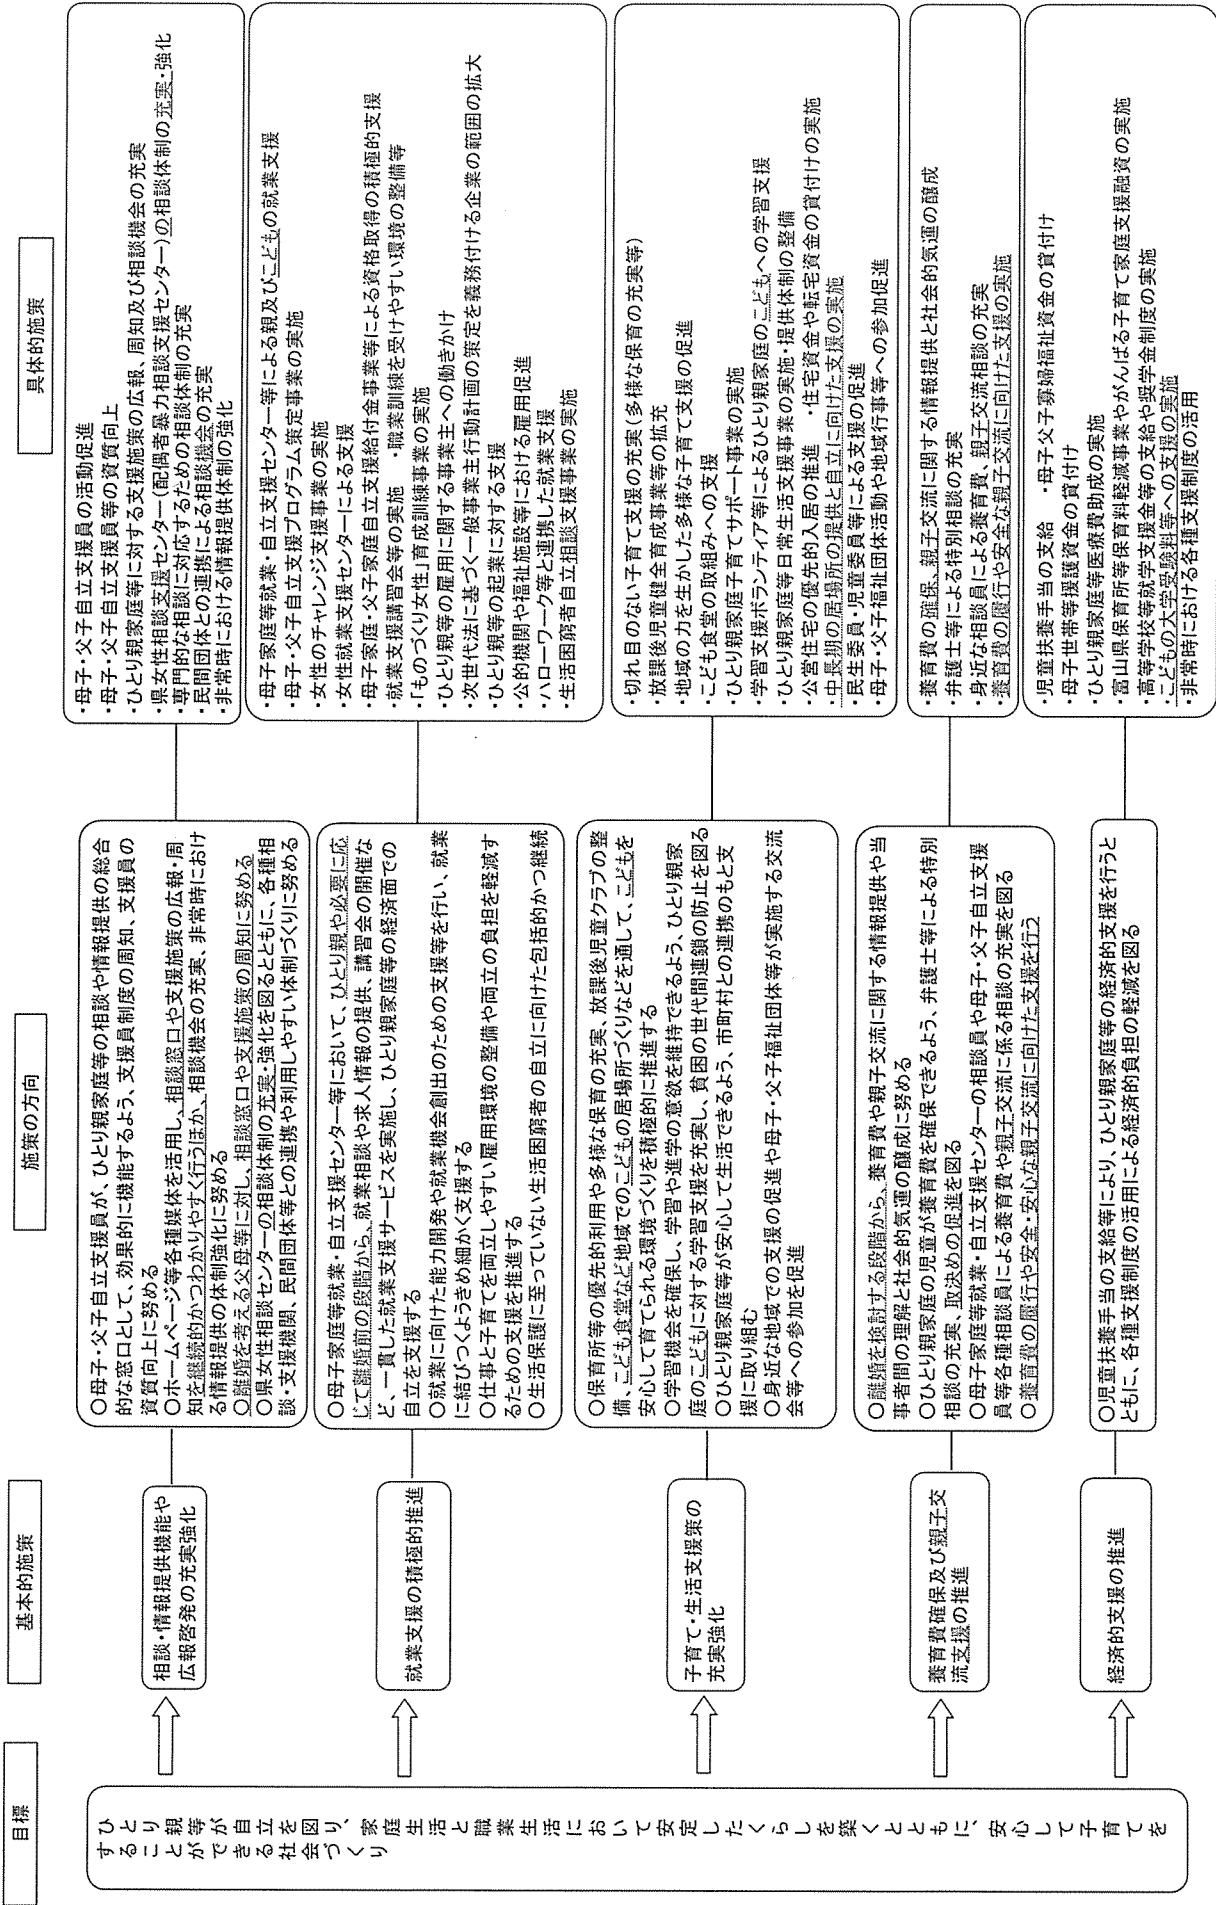 目標
基本的施策
施策の方向
具体的施策
ひとり親等が自立を図り、家庭生活と職業生活において安定したくらしを築くとともに、安心して子育てを
することができる社会づくり
相談・情報提供機能や
広報啓発の充実強化
○母子・父子自立支援員が、ひとり親家庭等の相談や情報提供の総合
的な窓口として、効果的に機能するよう、支援員制度の周知、支援員の
資質向上に努める
○ホームページ等各種媒体を活用し、相談窓口や支援施策の広報・周
知を継続的かつわかりやすく行うほか、相談機会の充実、非常時におけ
る情報提供の体制強化に努める
○離婚を考える父母等に対し、相談窓口や支援施策の周知に努める
○県女性相談センターの相談体制の充実・強化を図るとともに、各種相
談・支援機関、民間団体等との連携や利用しやすい体制づくりに努める
・母子・父子自立支援員の活動促進
・母子・父子自立支援員等の資質向上
・ひとり親家庭等に対する支援施策の広報、周知及び相談機会の充実
・県女性相談支援センター(配偶者暴力相談支援センター)の相談体制の充実・強化
・専門的な相談に対応するための相談体制の充実
・民間団体との連携による相談機会の充実
・非常時における情報提供体制の強化
就業支援の積極的推進
○母子家庭等就業・自立支援センター等において、ひとり親や必要に応
じて離婚前の段階から、就業相談や求人情報の提供、講習会の開催な
ど、一貫した就業支援サービスを実施し、ひとり親家庭等の経済面での
自立を支援する
○就業に向けた能力開発や就業機会創出のための支援等を行い、就業
に結びつくようきめ細かく支援する
○仕事と子育てを両立しやすい雇用環境の整備や両立の負担を軽減す
るための支援を推進する
○生活保護に至っていない生活困窮者の自立に向けた包括的かつ継続
・母子家庭等就業・自立支援センター等による親及びこどもの就業支援
・母子・父子自立支援プログラム策定事業の実施
・女性のチャレンジ支援事業の実施
・女性就業支援センターによる支援
・母子家庭・父子家庭自立支援給付金事業等による資格取得の積極的支援
・就業支援講習会等の実施　・職業訓練を受けやすい環境の整備等
・「ものづくり女性」育成訓練事業の実施
・ひとり親等の雇用に関する事業主への働きかけ
・次世代法に基づく一般事業主行動計画の策定を義務付ける企業の範囲の拡大
・ひとり親等の起業に対する支援
・公的機関や福祉施設等における雇用促進
・ハローワーク等と連携した就業支援
・生活困窮者自立相談支援事業の実施
子育て・生活支援策の
充実強化
○保育所等の優先的利用や多様な保育の充実、放課後児童クラブの整
備、こども食堂など地域でのこどもの居場所づくりなどを通して、こどもを
安心して育てられる環境づくりを積極的に推進する
○学習機会を確保し、学習や進学の意欲を維持できるよう、ひとり親家
庭のこどもに対する学習支援を充実し、貧困の世代間連鎖の防止を図る
○ひとり親家庭等が安心して生活できるよう、市町村との連携のもと支
援に取り組む
○身近な地域での支援の促進や母子・父子福祉団体等が実施する交流
会等への参加を促進
・切れ目のない子育て支援の充実(多様な保育の充実等)
・放課後児童健全育成事業等の拡充
・地域の力を生かした多様な子育て支援の促進
・こども食堂の取組みへの支援
・ひとり親家庭子育てサポート事業の実施
・学習支援ボランティア等によるひとり親家庭のこどもへの学習支援
・ひとり親家庭等日常生活支援事業の実施・提供体制の整備
・公営住宅の優先的入居の推進　・住宅資金や転宅資金の貸付けの実施
・中長期の居場所の提供と自立に向けた支援の実施
・民生委員・児童委員等による支援の促進
・母子・父子福祉団体活動や地域行事等への参加促進
養育費確保及び親子交
流支援の推進
○離婚を検討する段階から、養育費や親子交流に関する情報提供や当
事者間の理解と社会的気運の醸成に努める
○ひとり親家庭の児童が養育費を確保できるよう、弁護士等による特別
相談の充実、取決めの促進を図る
○母子家庭等就業・自立支援センターの相談員や母子・父子自立支援
員等各種相談員による養育費や親子交流に係る相談の充実を図る
○養育費の履行や安全・安心な親子交流に向けた支援を行う
・養育費の確保、親子交流に関する情報提供と社会的気運の醸成
・弁護士等による特別相談の充実
・身近な相談員による養育費、親子交流相談の充実
・養育費の履行や安全な親子交流に向けた支援の実施
経済的支援の推進
○児童扶養手当の支給等により、ひとり親家庭等の経済的支援を行うと
ともに、各種支援制度の活用による経済的負担の軽減を図る
・児童扶養手当の支給　・母子父子寡婦福祉資金の貸付け
・母子世帯等援護資金の貸付け
・ひとり親家庭等医療費助成の実施
・富山県保育所等保育料軽減事業やがんばる子育て家庭支援融資の実施
・高等学校等就学支援金等の支給や奨学金制度の実施
・こどもの大学受験料等への支援の実施
・非常時における各種支援制度の活用